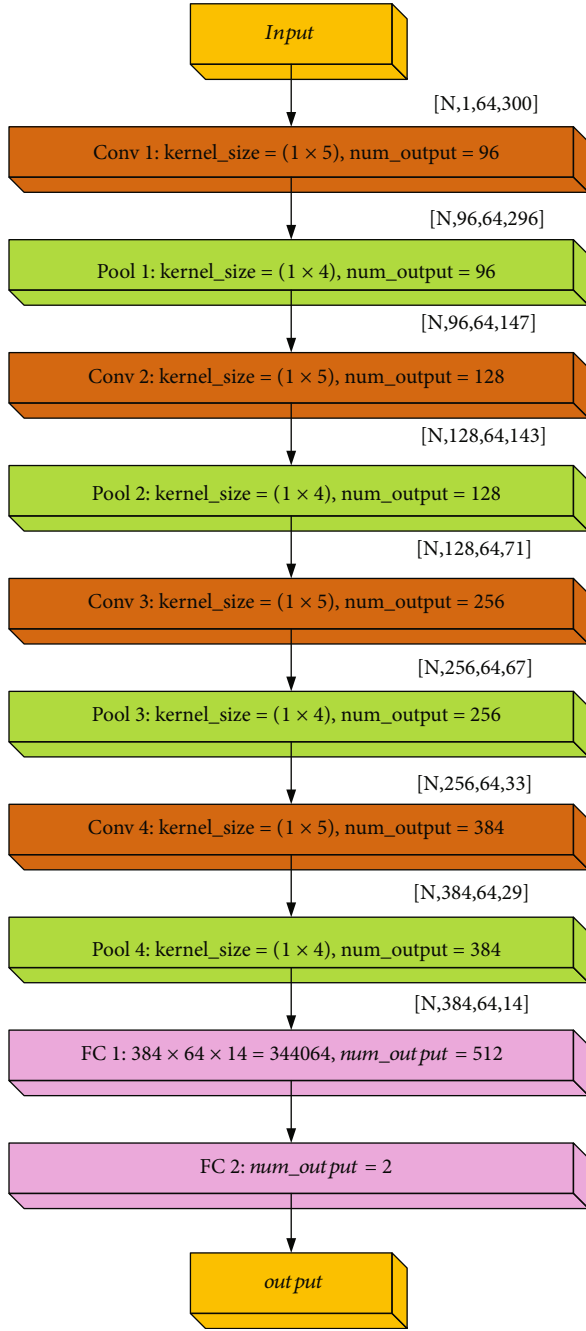 Input
[N,1,64,300]
Conv 1: kernel_size = (1 × 5), num_output = 96
[N,96,64,296]
Pool 1: kernel_size = (1 × 4), num_output = 96
[N,96,64,147]
Conv 2: kernel_size = (1 × 5), num_output = 128
[N,128,64,143]
Pool 2: kernel_size = (1 × 4), num_output = 128
[N,128,64,71]
Conv 3: kernel_size = (1 × 5), num_output = 256
[N,256,64,67]
Pool 3: kernel_size = (1 × 4), num_output = 256
[N,256,64,33]
Conv 4: kernel_size = (1 × 5), num_output = 384
[N,384,64,29]
Pool 4: kernel_size = (1 × 4), num_output = 384
[N,384,64,14]
FC 1: 384 × 64 × 14 = 344064, num_output = 512
FC 2: num_output = 2
output